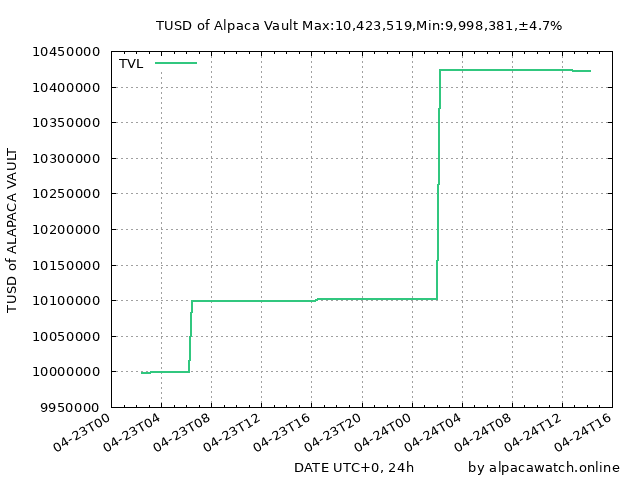 TUSD of Alpaca Vault Max:10,423,519,Min:9,998,381,±4.7%
TVL
TUSD of ALAPACA VAULT
10450000
10400000
10350000
10300000
10250000
10200000
10150000
10100000
10050000
10000000
9950000
04-23T00
04-23T04
04-23T08
04-23T12
04-23T16
04-23T20
04-24T00
04-24T04
04-24T08
04-24T12
04-24T16
DATE UTC+0, 24h
by alpacawatch.online